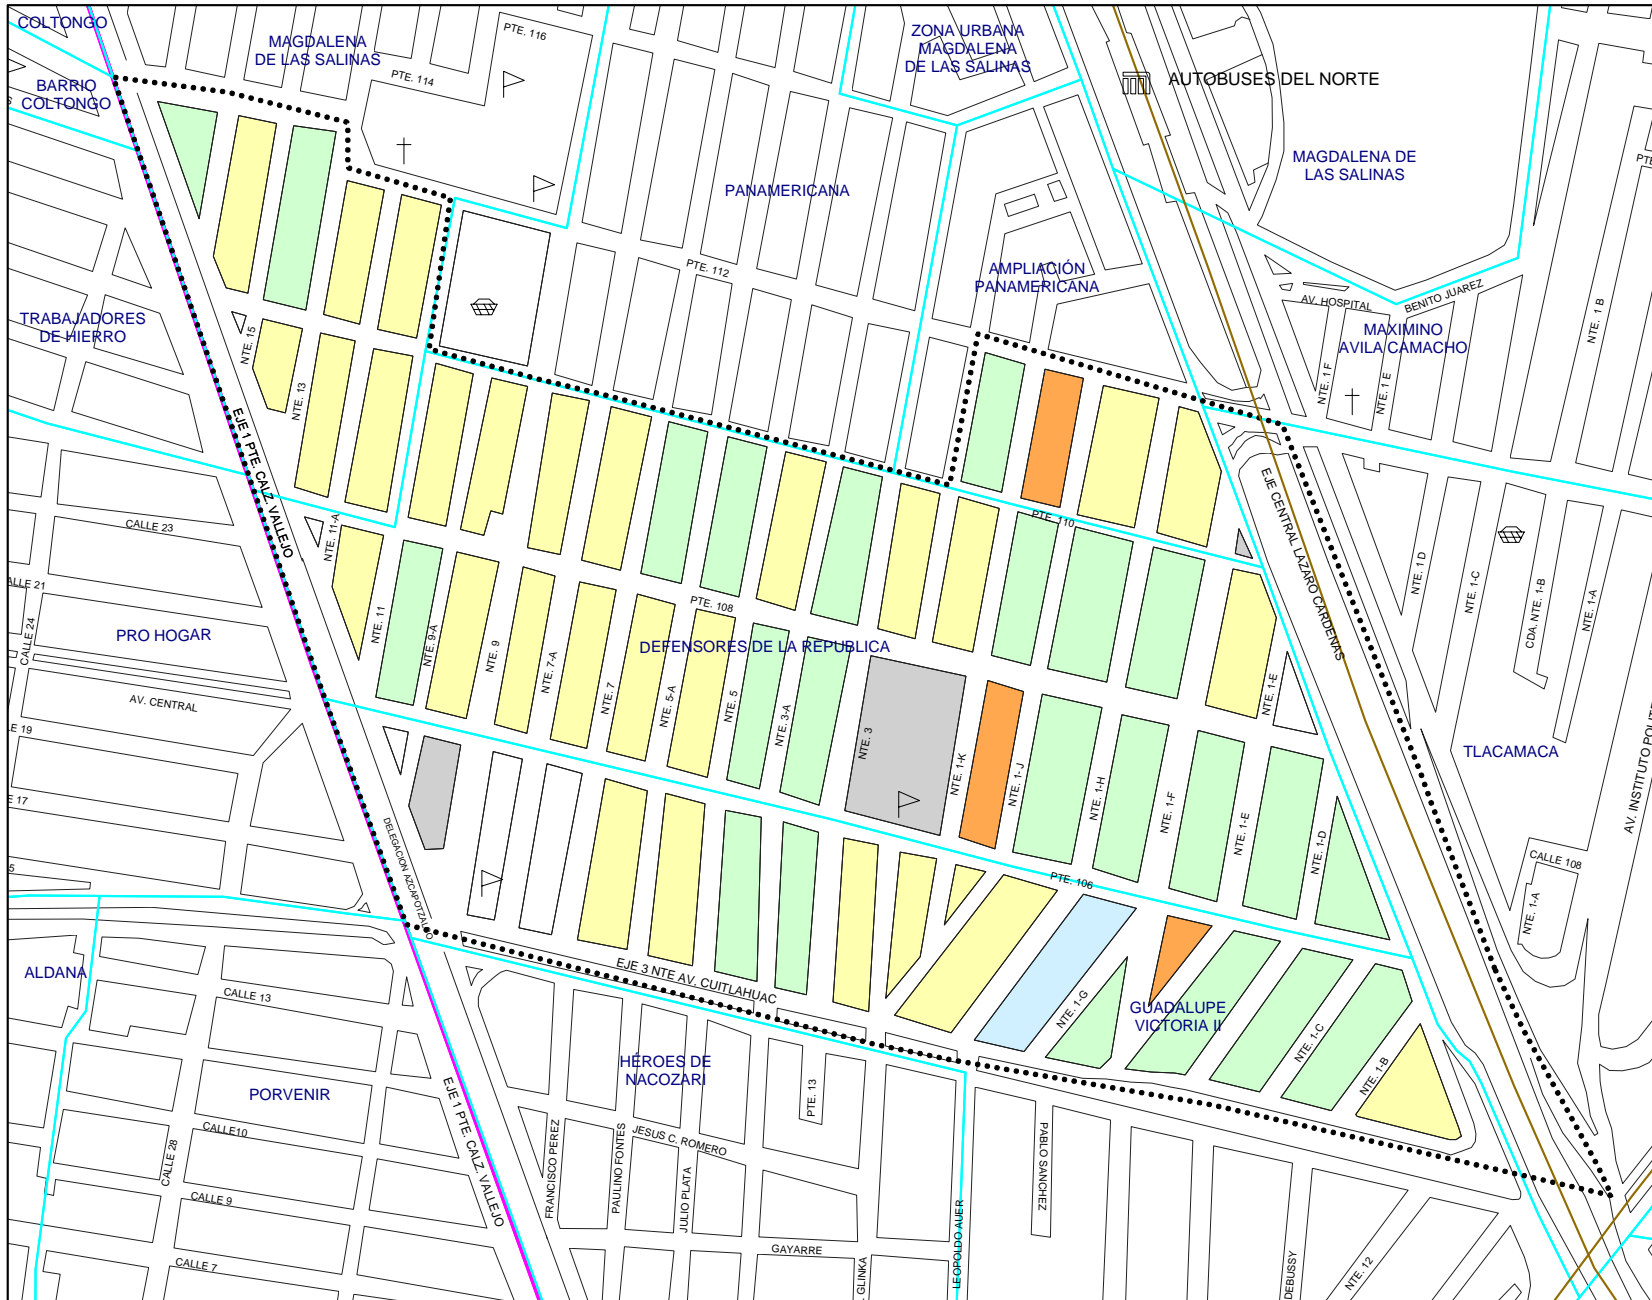 COLTONGO
MAGDALENA
DE LAS SALINAS
PTE. 116
PTE. 114
ZONA URBANA
MAGDALENA
DE LAS SALINAS
AUTOBUSES DEL NORTE
BARRIO
COLTONGO
MAGDALENA DE
LAS SALINAS
PANAMERICANA
PTE. 112
AMPLIACIÓN
PANAMERICANA
AV. HOSPITAL
BENITO JUAREZ
NTE. 1 B
TRABAJADORES
DE HIERRO
MAXIMINO
AVILA CAMACHO
NTE. 15
NTE. 13
NTE. 1 F
NTE. 1 E
EJE 1 PTE. CALZ. VALLEJO
EJE CENTRAL LAZARO CARDENAS
CALLE 23
NTE. 11-A
PTE. 110
NTE. 1 D
NTE. 1-C
CDA. NTE. 1-B
NTE. 1-A
ALLE 21
CALLE 24
PRO HOGAR
PTE. 108
DEFENSORES DE LA REPUBLICA
NTE. 11
NTE. 9-A
NTE. 9
NTE. 7-A
NTE. 7
NTE. 5-A
NTE. 5
NTE. 3-A
NTE. 3
NTE. 1-K
NTE. 1-J
NTE. 1-H
NTE. 1-F
NTE. 1-E
NTE. 1-E
NTE. 1-D
AV. CENTRAL
LE 19
TLACAMACA
AV. INSTITUTO POLITE
E 17
DELEGACION AZCAPOTZALCO
PTE. 106
CALLE 108
NTE. 1-A
5
ALDANA
EJE 3 NTE AV. CUITLAHUAC
CALLE 13
NTE. 1-G
GUADALUPE
VICTORIA II
NTE. 1-C
NTE. 1-B
HÉROES DE
NACOZARI
PTE. 13
PORVENIR
EJE 1 PTE. CALZ. VALLEJO
CALLE10
CALLE 28
FRANCISCO PEREZ
PAULINO FONTES
JESUS C. ROMERO
JULIO PLATA
PABLO SANCHEZ
CALLE 9
LEOPOLDO AUER
GAYARRE
GLINKA
DEBUSSY
NTE. 12
CALLE 7